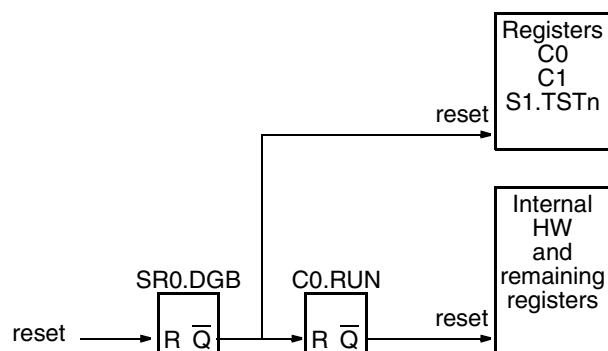 Registers
C0
C1
S1.TSTn
reset
Internal
HW
and
remaining
registers
SR0.DGB
C0.RUN
reset
reset
R Q̅
R Q̅